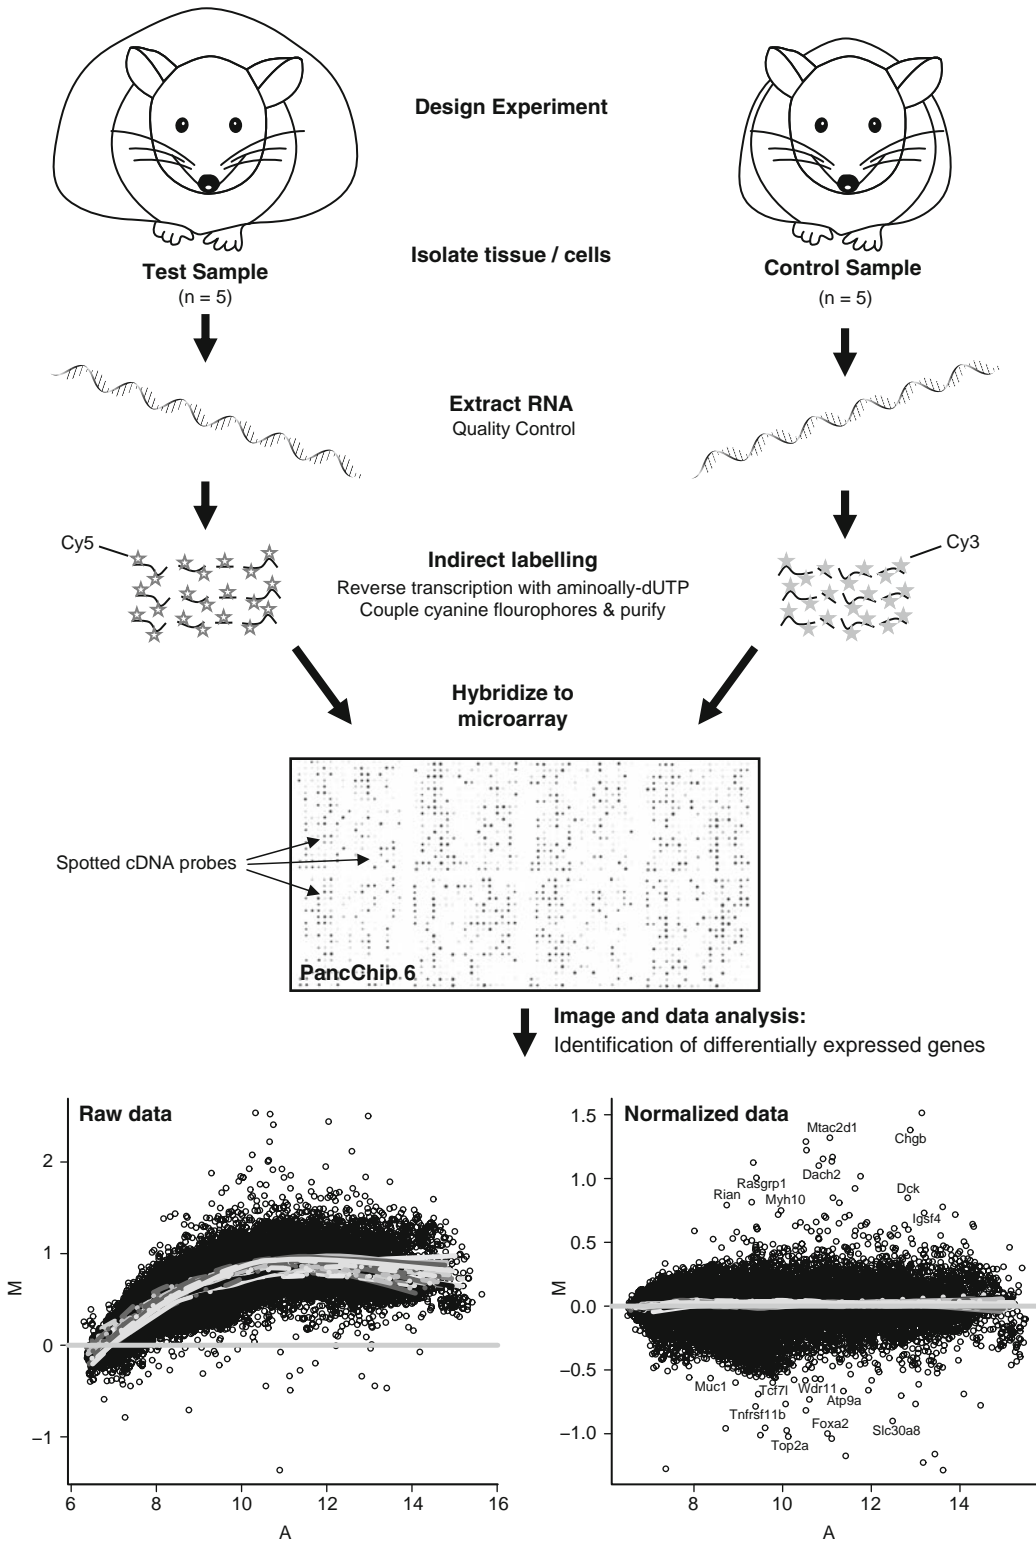 Design Experiment
Isolate tissue / cells
Test Sample
(n = 5)
Control Sample
(n = 5)
Extract RNA
Quality Control
Cy5
Cy3
Indirect labelling
Reverse transcription with aminoally-dUTP
Couple cyanine flourophores & purify
Hybridize to
microarray
Spotted cDNA probes
PancChip 6
Image and data analysis:
Identification of differentially expressed genes
Raw data
M
2
1
0
−1
6 8 10 12 14 16
A
Normalized data
M
1.5
1.0
0.5
0.0
−0.5
−1.0
Mtac2d1
Chgb
Dach2
Rasgrp1
Rian
Myh10
Dck
Igsf4
Muc1
Tcf7l
Wdr11
Atp9a
Tnfrsf11b
Foxa2
Slc30a8
Top2a
8 10 12 14
A